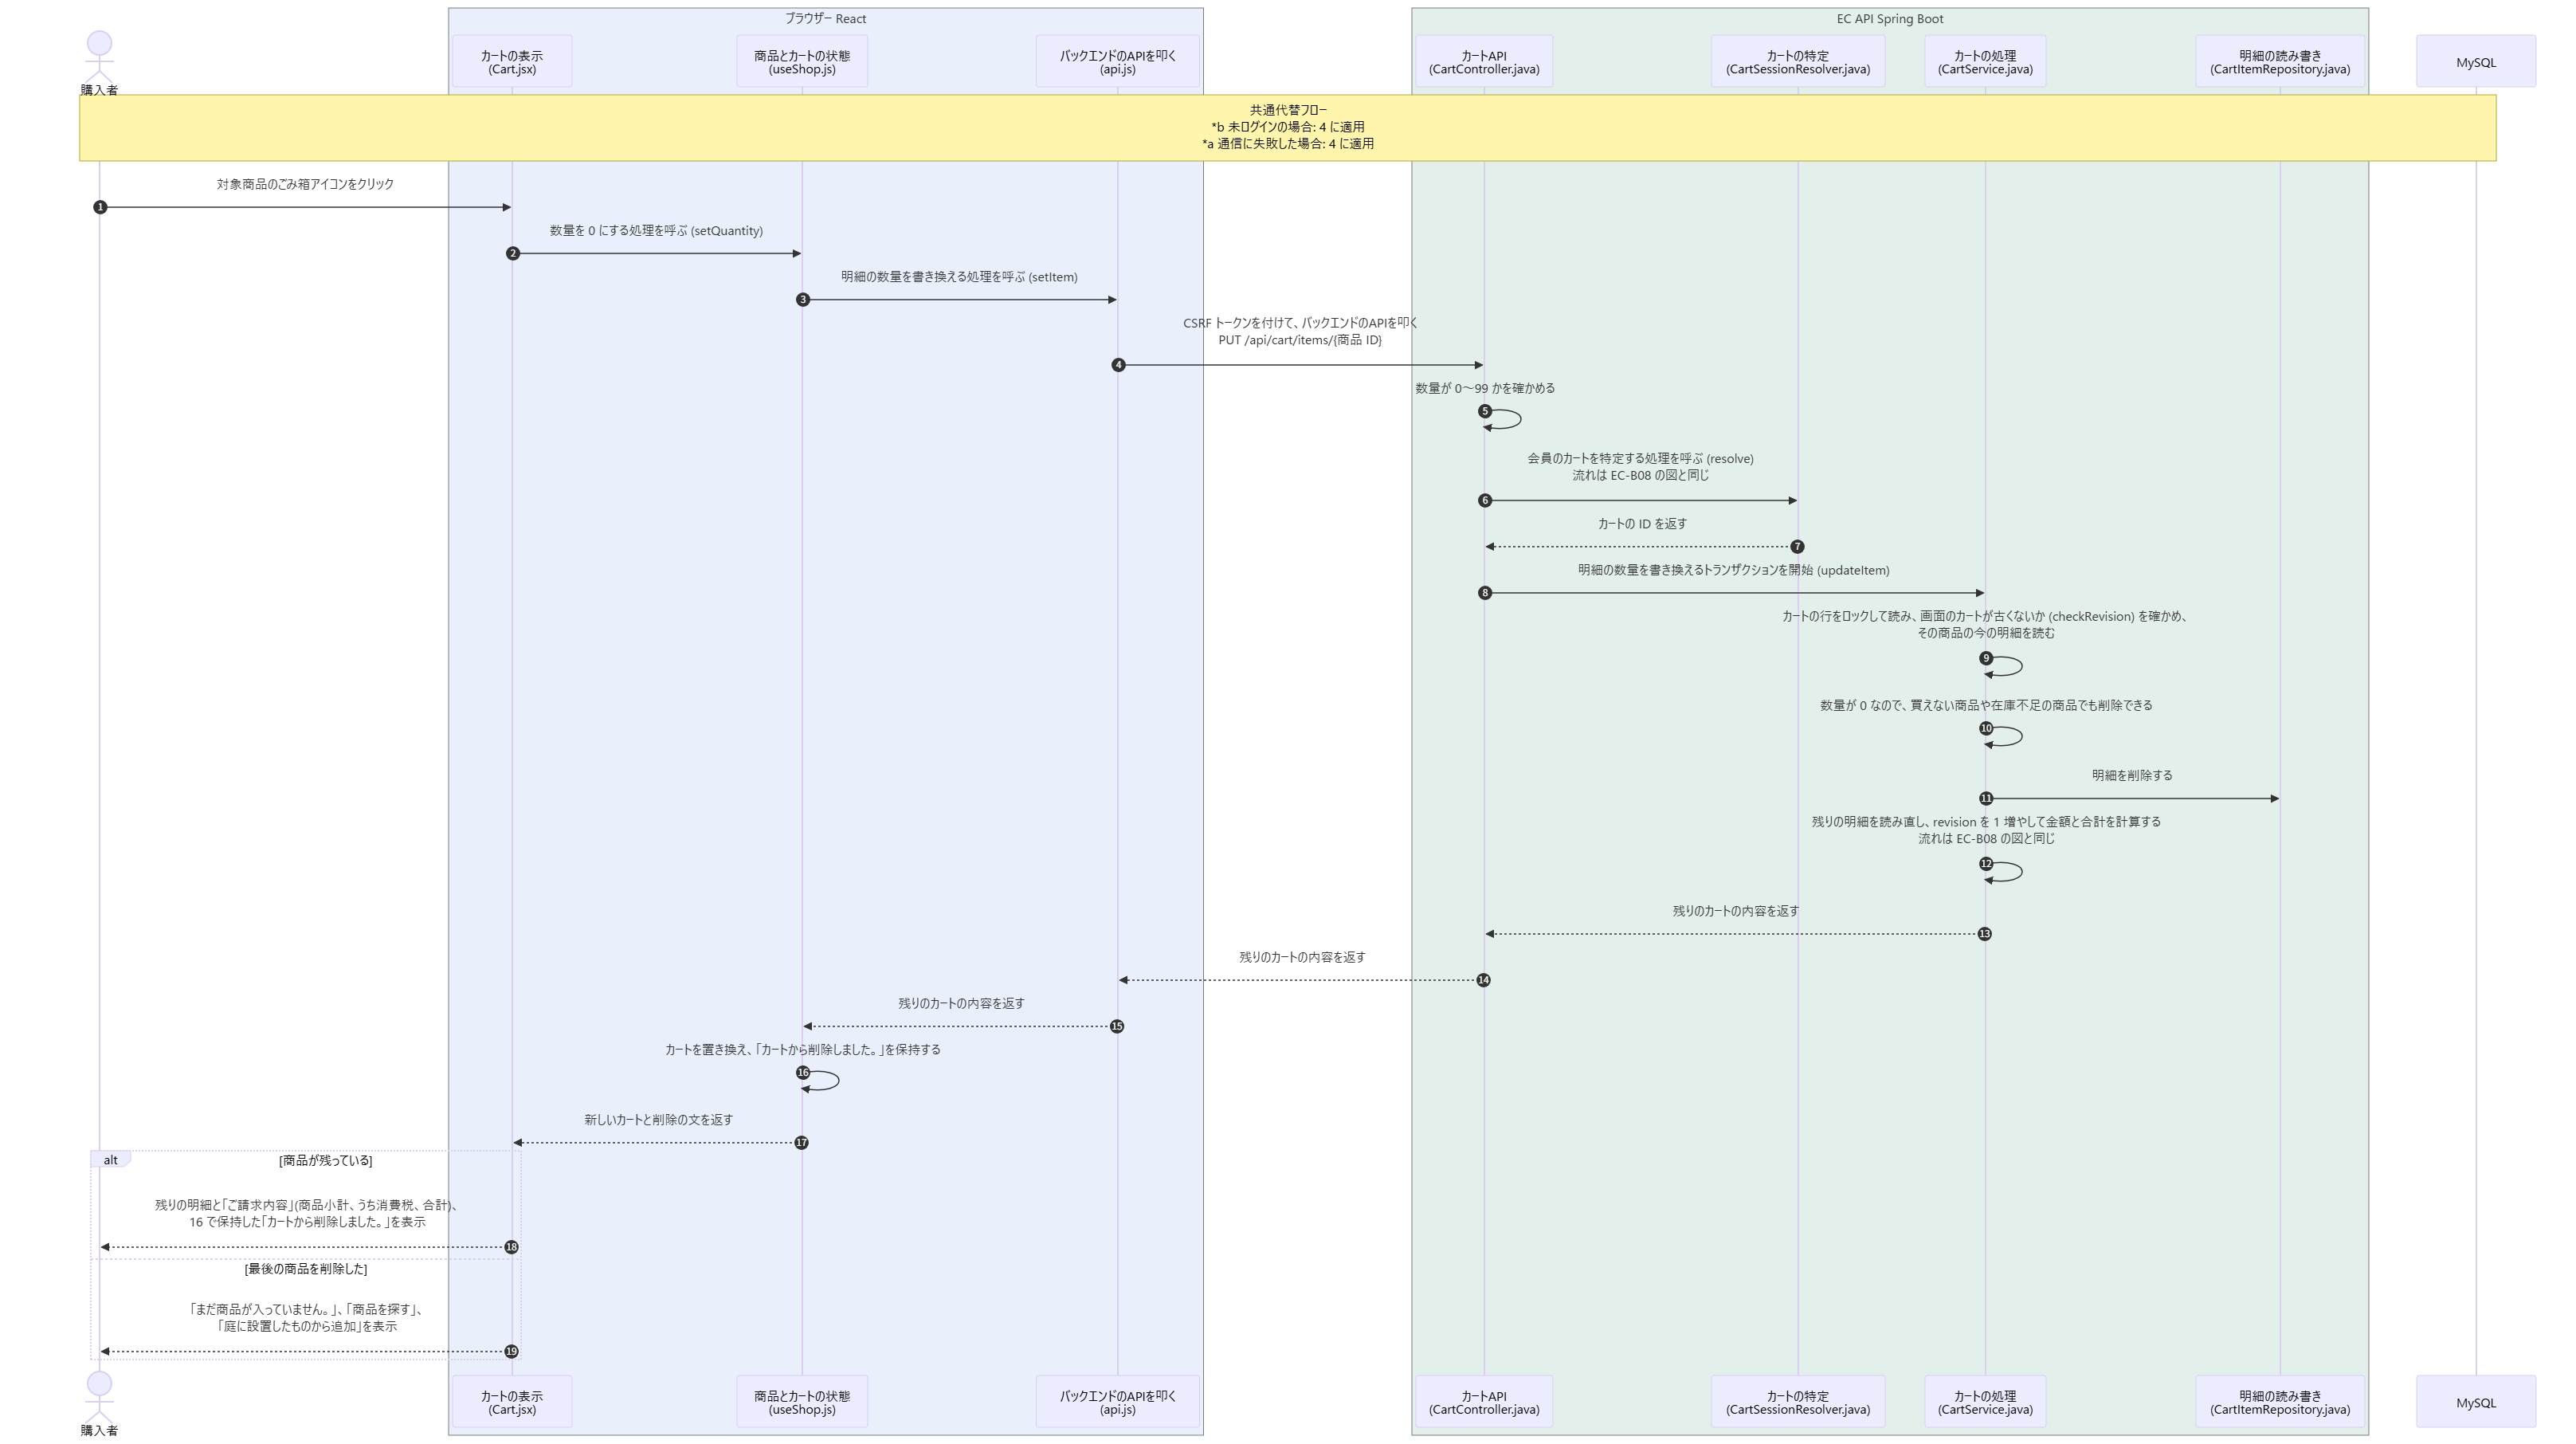 ブラウザー React
EC API Spring Boot
購入者
カートの表示
(Cart.jsx)
商品とカートの状態
(useShop.js)
バックエンドのAPIを叩く
(api.js)
カートAPI
(CartController.java)
カートの特定
(CartSessionResolver.java)
カートの処理
(CartService.java)
明細の読み書き
(CartItemRepository.java)
MySQL
共通代替フロー
*b 未ログインの場合: 4 に適用
*a 通信に失敗した場合: 4 に適用
対象商品のごみ箱アイコンをクリック
1
数量を 0 にする処理を呼ぶ (setQuantity)
2
明細の数量を書き換える処理を呼ぶ (setItem)
3
CSRF トークンを付けて、バックエンドのAPIを叩く
PUT /api/cart/items/{商品 ID}
4
数量が 0～99 かを確かめる
5
会員のカートを特定する処理を呼ぶ (resolve)
流れは EC-B08 の図と同じ
6
カートの ID を返す
7
明細の数量を書き換えるトランザクションを開始 (updateItem)
8
カートの行をロックして読み、画面のカートが古くないか (checkRevision) を確かめ、
その商品の今の明細を読む
9
数量が 0 なので、買えない商品や在庫不足の商品でも削除できる
10
明細を削除する
11
残りの明細を読み直し、revision を 1 増やして金額と合計を計算する
流れは EC-B08 の図と同じ
12
残りのカートの内容を返す
13
残りのカートの内容を返す
14
残りのカートの内容を返す
15
カートを置き換え、「カートから削除しました。」を保持する
16
新しいカートと削除の文を返す
17
alt
[商品が残っている]
残りの明細と「ご請求内容」(商品小計、うち消費税、合計)、
16 で保持した「カートから削除しました。」を表示
18
[最後の商品を削除した]
「まだ商品が入っていません。」、「商品を探す」、
「庭に設置したものから追加」を表示
19
購入者
カートの表示
(Cart.jsx)
商品とカートの状態
(useShop.js)
バックエンドのAPIを叩く
(api.js)
カートAPI
(CartController.java)
カートの特定
(CartSessionResolver.java)
カートの処理
(CartService.java)
明細の読み書き
(CartItemRepository.java)
MySQL